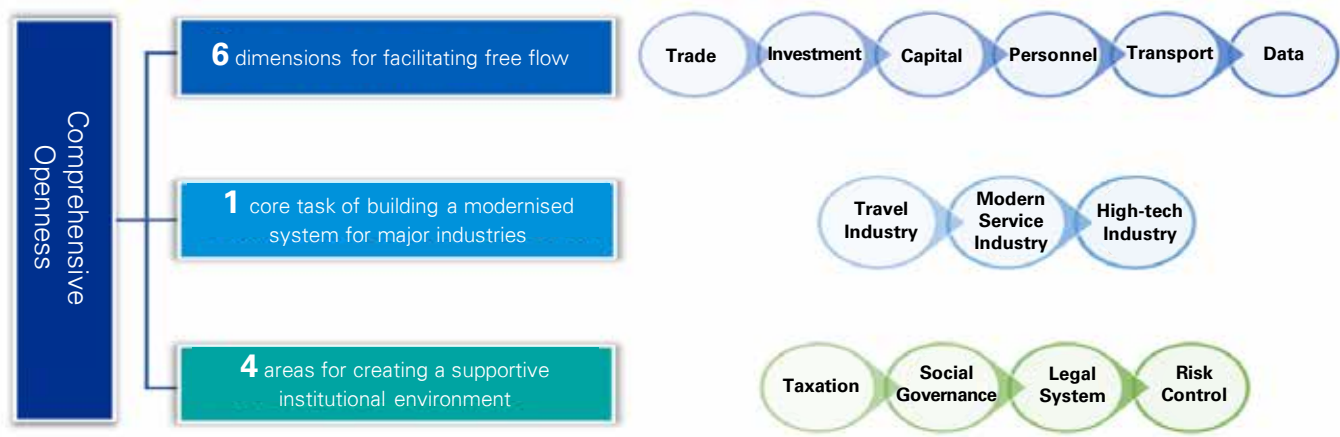 Comprehensive
Openness
6 dimensions for facilitating free flow
Trade
Investment
Capital
Personnel
Transport
Data
1 core task of building a modernised
system for major industries
Travel
Industry
Modern
Service
Industry
High-tech
Industry
4 areas for creating a supportive
institutional environment
Taxation
Social
Governance
Legal
System
Risk
Control